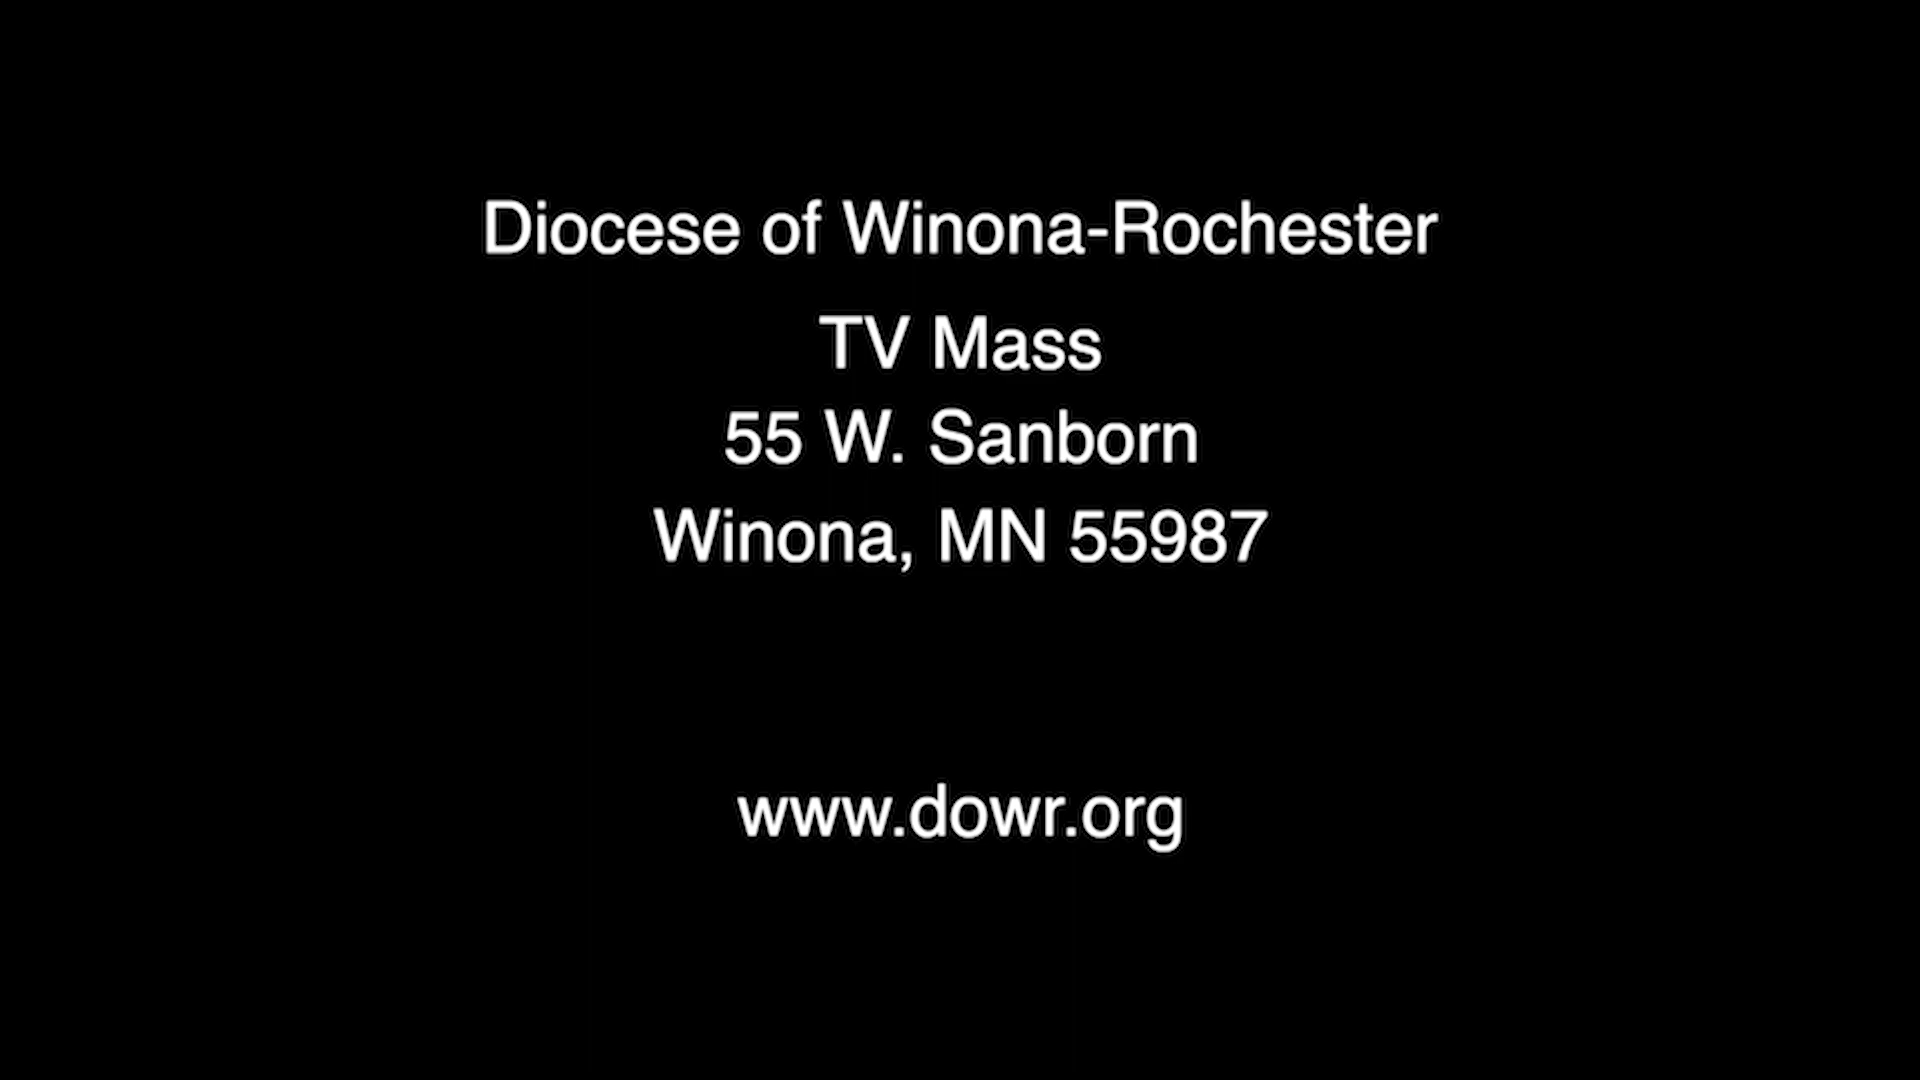 Diocese of Winona-Rochester
TV Mass
55 W. Sanborn
Winona, MN 55987
www.dowr.org